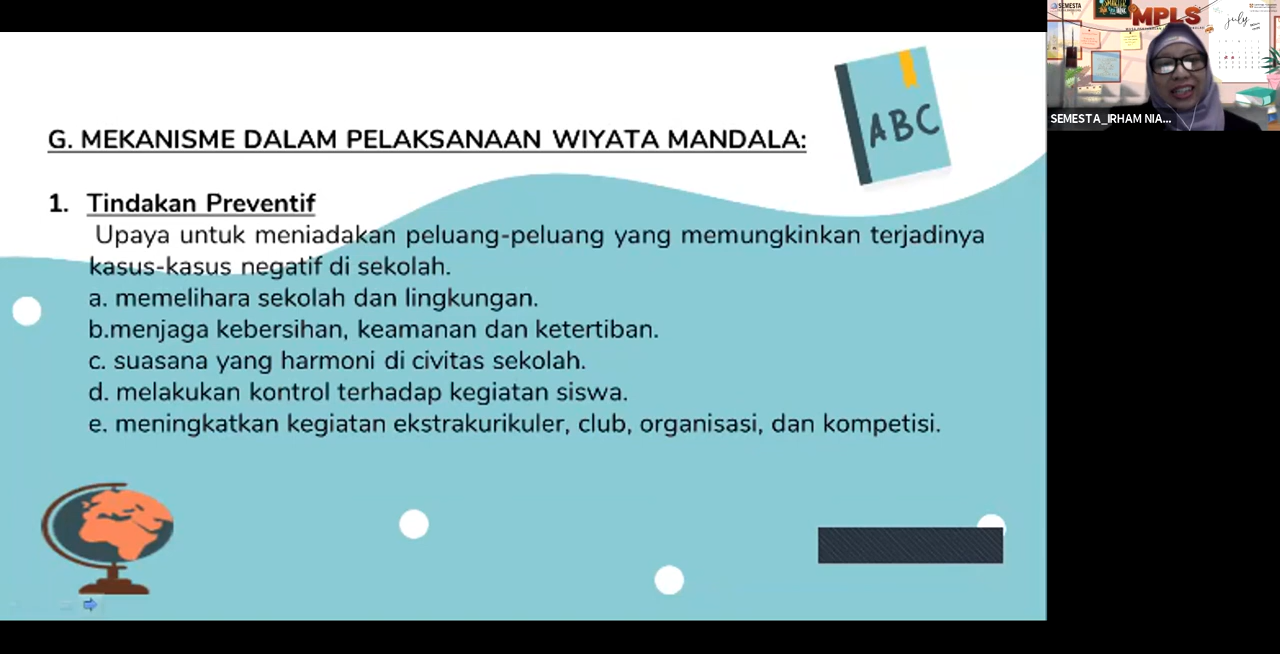 G. MEKANISME DALAM PELAKSANAAN WIYATA MANDALA:
1. Tindakan Preventif
Upaya untuk meniadakan peluang-peluang yang memungkinkan terjadinya
kasus-kasus negatif di sekolah.
a. memelihara sekolah dan lingkungan.
b.menjaga kebersihan, keamanan dan ketertiban.
c. suasana yang harmoni di civitas sekolah.
d. melakukan kontrol terhadap kegiatan siswa.
e. meningkatkan kegiatan ekstrakurikuler, club, organisasi, dan kompetisi.
ABC
SEMESTA
MPLS
july
SEMESTA_IRHAM NIA...